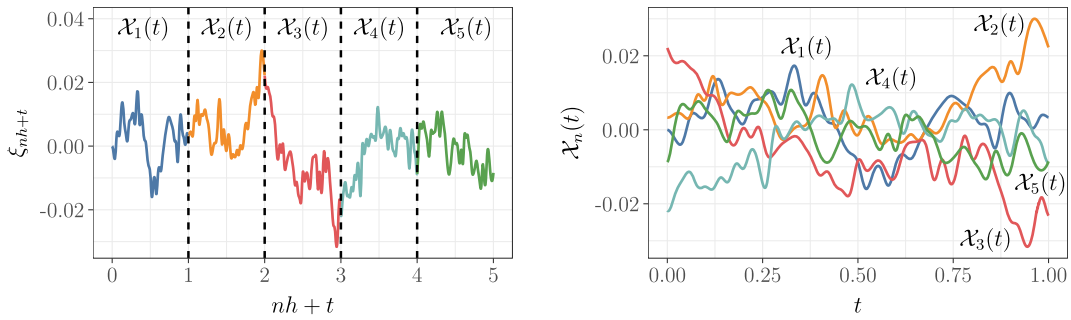 0.04
0.02
0.00
-0.02
ξₙₕ₊ₜ
𝒳₁(t)
𝒳₂(t)
𝒳₃(t)
𝒳₄(t)
𝒳₅(t)
0 1 2 3 4 5
nh + t
0.02
0.00
-0.02
𝒳ₙ(t)
𝒳₁(t)
𝒳₂(t)
𝒳₄(t)
𝒳₅(t)
𝒳₃(t)
0.00 0.25 0.50 0.75 1.00
t